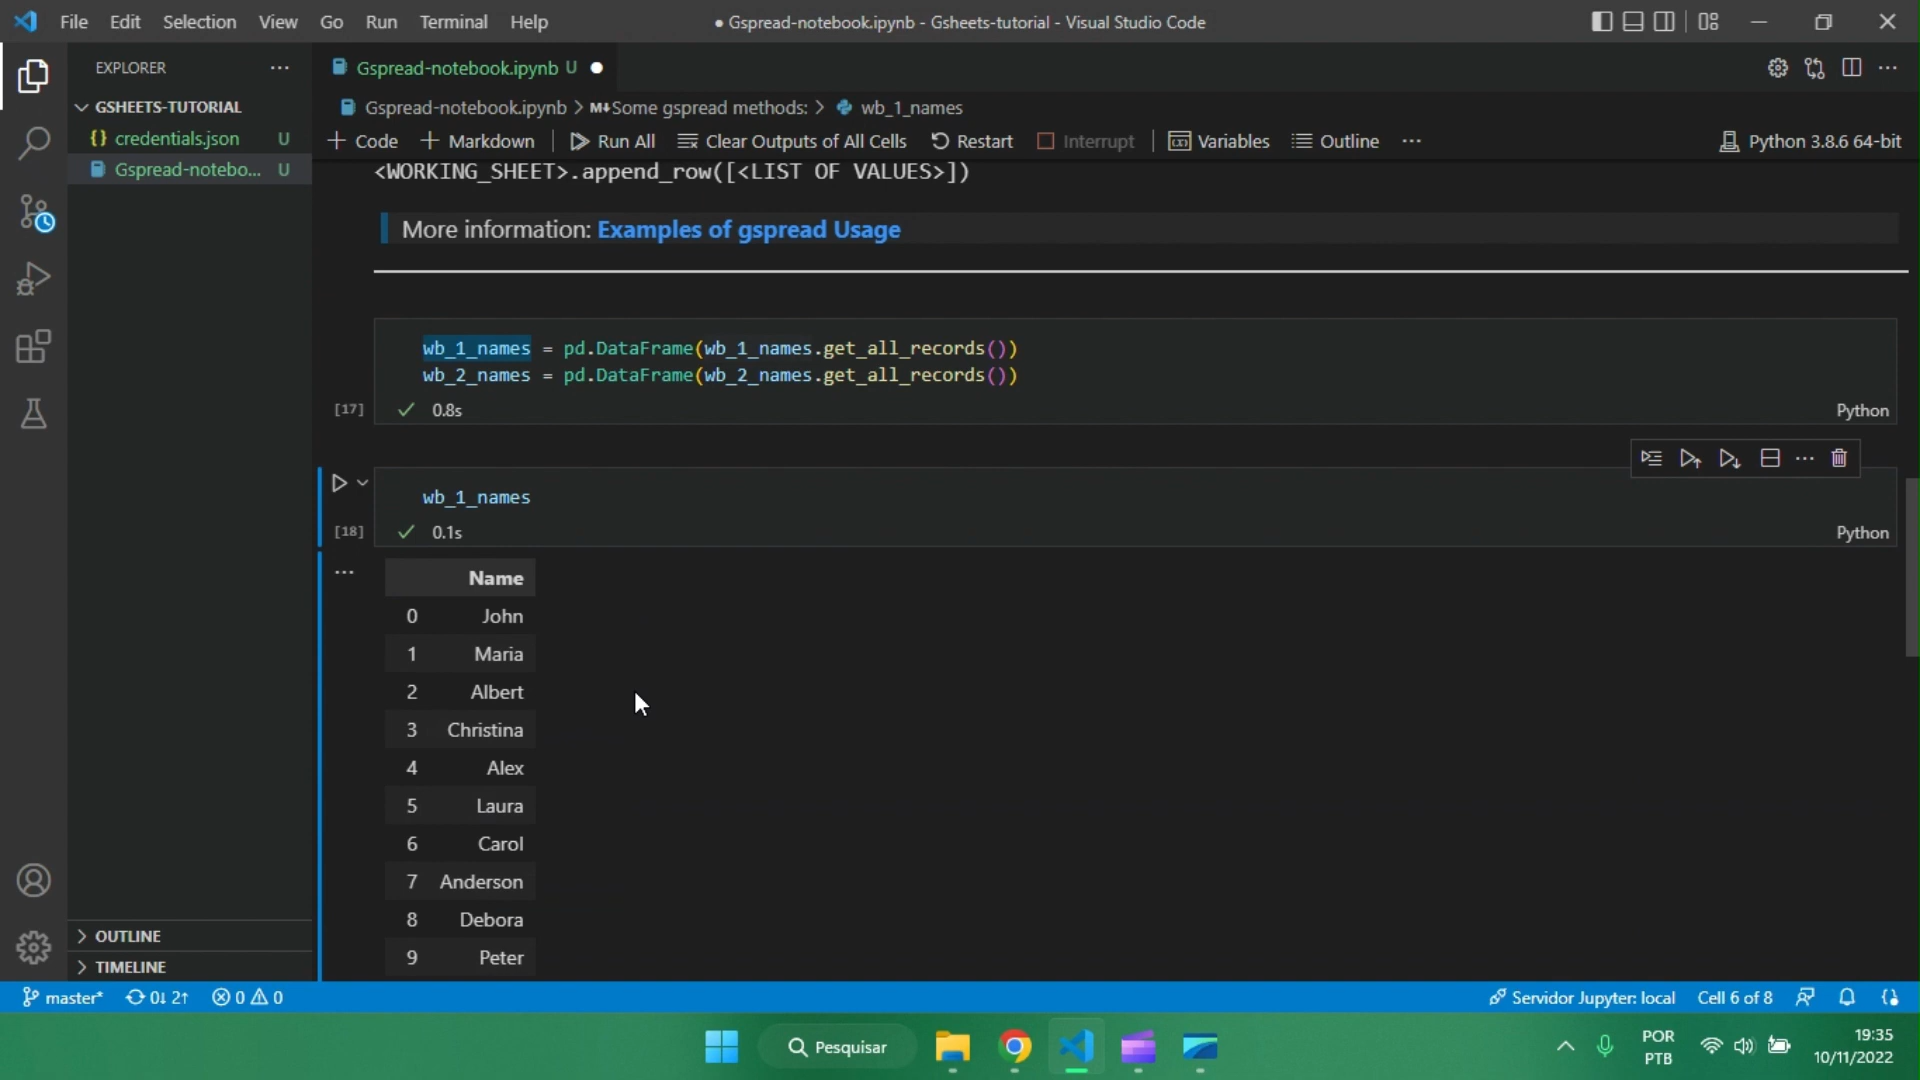 File Edit Selection View Go Run Terminal Help
● Gspread-notebook.ipynb - Gsheets-tutorial - Visual Studio Code
EXPLORER
GSHEETS-TUTORIAL
credentials.json U
Gspread-notebo... U
OUTLINE
TIMELINE
Gspread-notebook.ipynb U
Gspread-notebook.ipynb > M↓Some gspread methods: > wb_1_names
+ Code + Markdown Run All Clear Outputs of All Cells Restart Interrupt Variables Outline ... Python 3.8.6 64-bit
<WORKING_SHEET>.append_row([<LIST OF VALUES>])
More information: Examples of gspread Usage
wb_1_names = pd.DataFrame(wb_1_names.get_all_records())
wb_2_names = pd.DataFrame(wb_2_names.get_all_records())
[17] 0.8s Python
wb_1_names
[18] 0.1s Python
Name
0 John
1 Maria
2 Albert
3 Christina
4 Alex
5 Laura
6 Carol
7 Anderson
8 Debora
9 Peter
master* 0↓ 2↑ 0 0 Servidor Jupyter: local Cell 6 of 8
Pesquisar
POR
PTB
19:35
10/11/2022